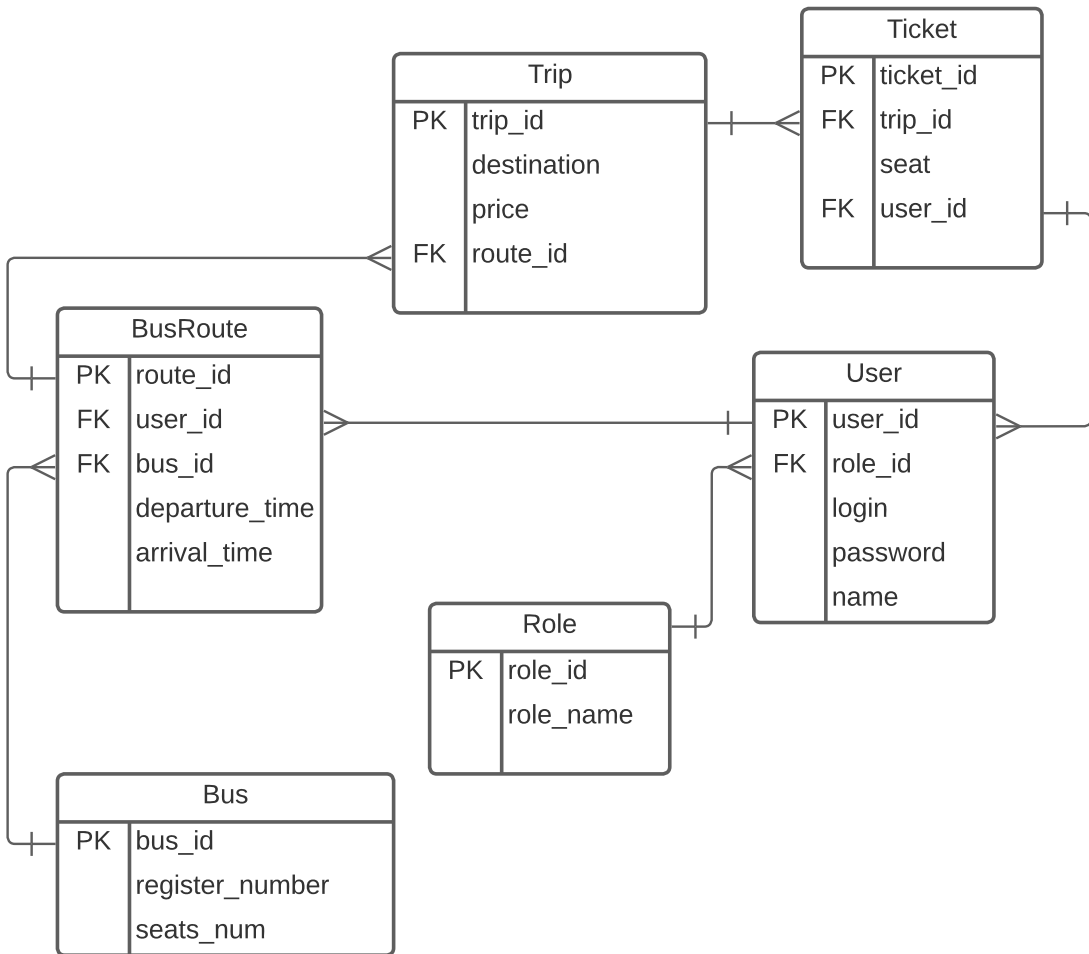 Ticket
PK ticket_id
FK trip_id
seat
FK user_id
Trip
PK trip_id
destination
price
FK route_id
BusRoute
PK route_id
FK user_id
FK bus_id
departure_time
arrival_time
User
PK user_id
FK role_id
login
password
name
Role
PK role_id
role_name
Bus
PK bus_id
register_number
seats_num